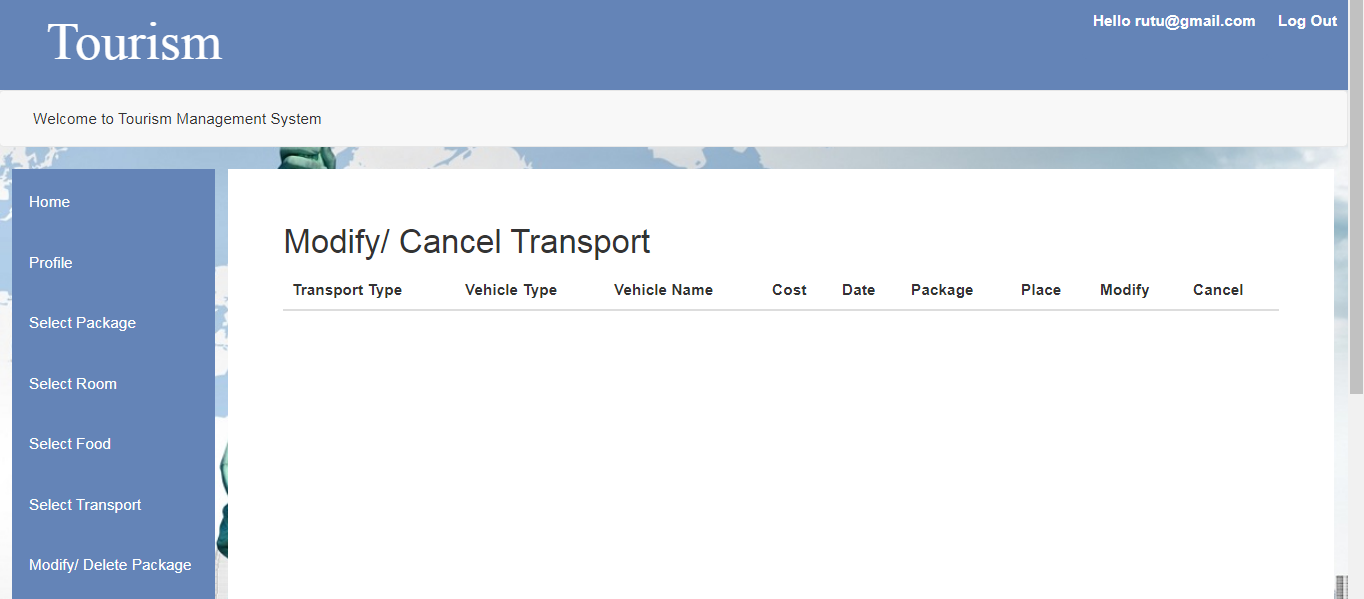 Tourism
Hello rutu@gmail.com Log Out
Welcome to Tourism Management System
Home
Profile
Select Package
Select Room
Select Food
Select Transport
Modify/ Delete Package
Modify/ Cancel Transport
Transport Type Vehicle Type Vehicle Name Cost Date Package Place Modify Cancel